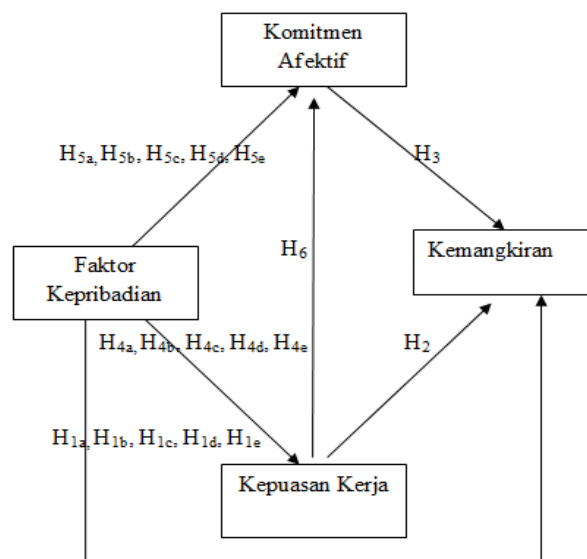 Komitmen
Afektif
H5a, H5b, H5c, H5d, H5e
H3
Faktor
Kepribadian
Kemangkiran
H6
H4a, H4b, H4c, H4d, H4e
H2
H1a, H1b, H1c, H1d, H1e
Kepuasan Kerja